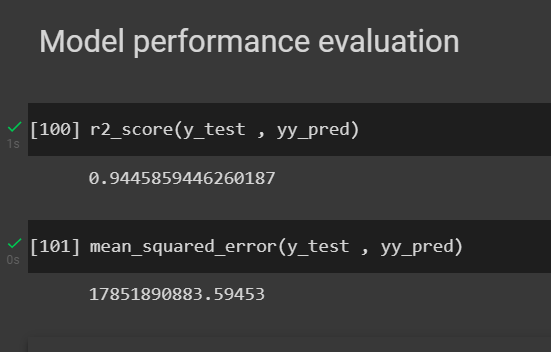 Model performance evaluation
[100] r2_score(y_test , yy_pred)
1s
0.9445859446260187
[101] mean_squared_error(y_test , yy_pred)
0s
17851890883.59453